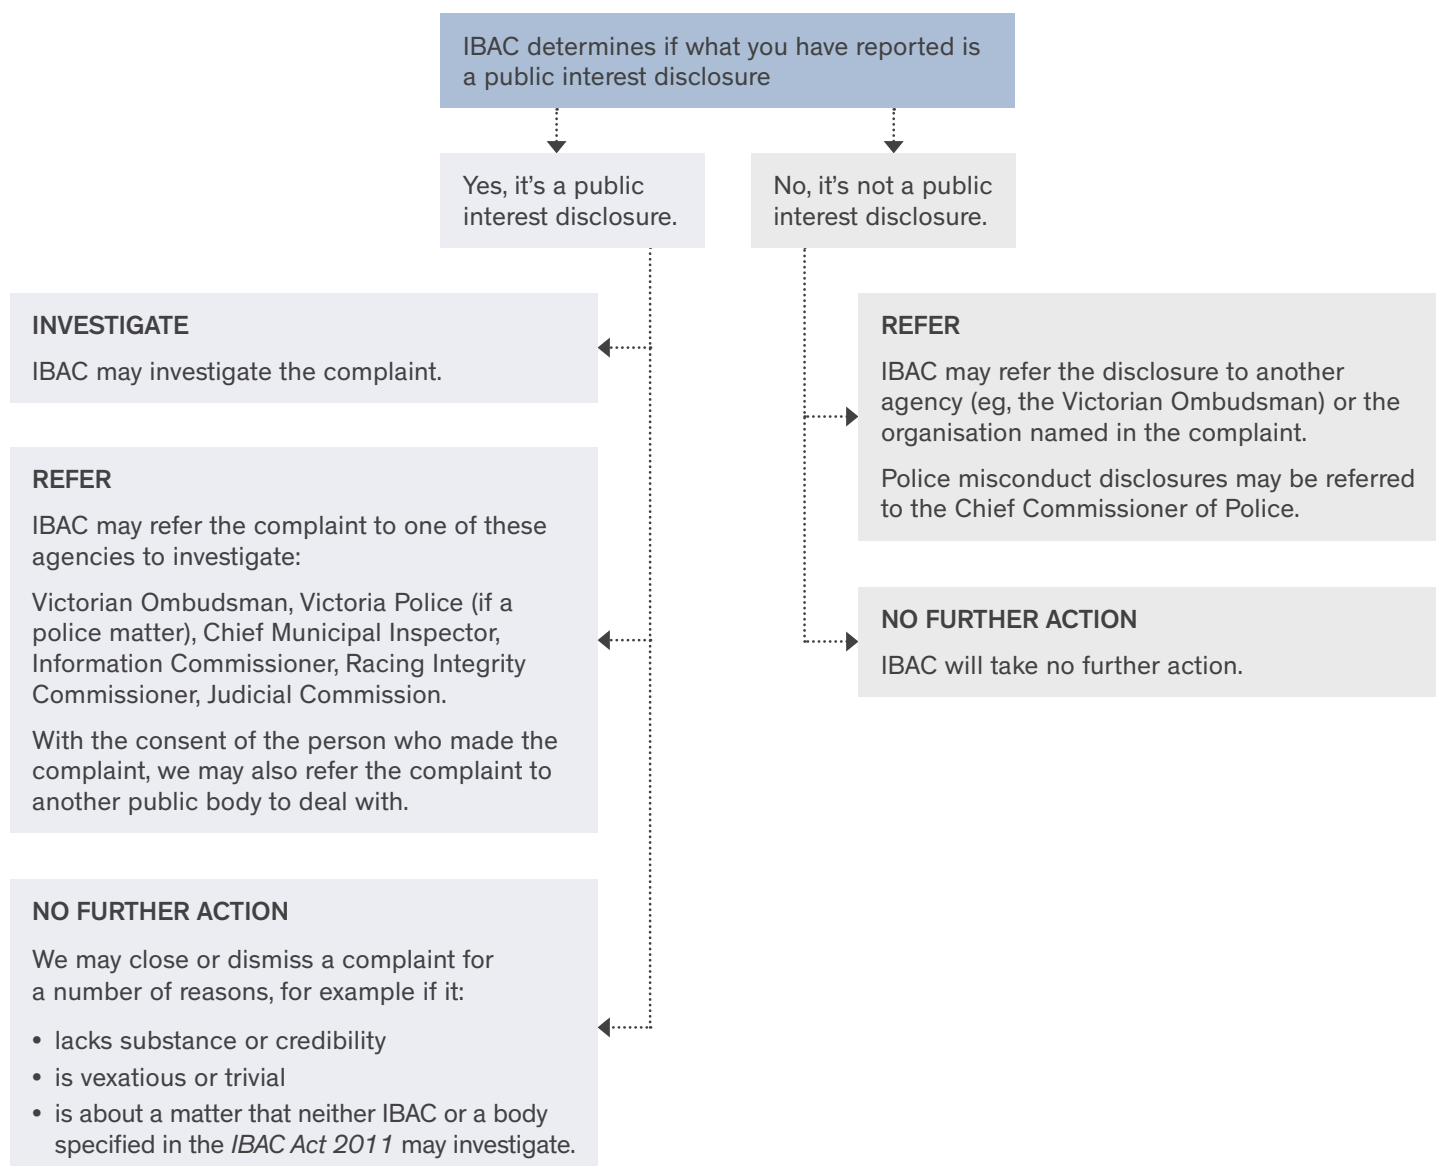 IBAC determines if what you have reported is
a public interest disclosure
Yes, it's a public
interest disclosure.
No, it's not a public
interest disclosure.
INVESTIGATE
IBAC may investigate the complaint.
REFER
IBAC may refer the complaint to one of these
agencies to investigate:
Victorian Ombudsman, Victoria Police (if a
police matter), Chief Municipal Inspector,
Information Commissioner, Racing Integrity
Commissioner, Judicial Commission.
With the consent of the person who made the
complaint, we may also refer the complaint to
another public body to deal with.
NO FURTHER ACTION
We may close or dismiss a complaint for
a number of reasons, for example if it:
• lacks substance or credibility
• is vexatious or trivial
• is about a matter that neither IBAC or a body
specified in the IBAC Act 2011 may investigate.
REFER
IBAC may refer the disclosure to another
agency (eg, the Victorian Ombudsman) or the
organisation named in the complaint.
Police misconduct disclosures may be referred
to the Chief Commissioner of Police.
NO FURTHER ACTION
IBAC will take no further action.